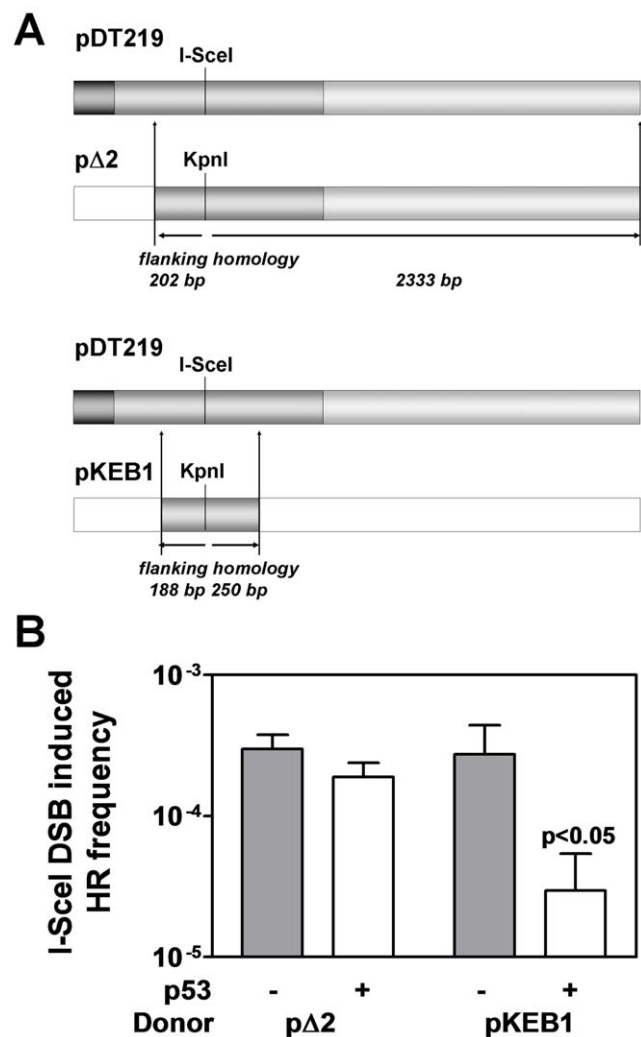 A
pDT219
I-SceI
pΔ2
KpnI
flanking homology
202 bp 2333 bp
pDT219
I-SceI
pKEB1
KpnI
flanking homology
188 bp 250 bp
B
I-SceI DSB induced
HR frequency
10-3
10-4
10-5
p<0.05
p53 - + - +
Donor pΔ2 pKEB1